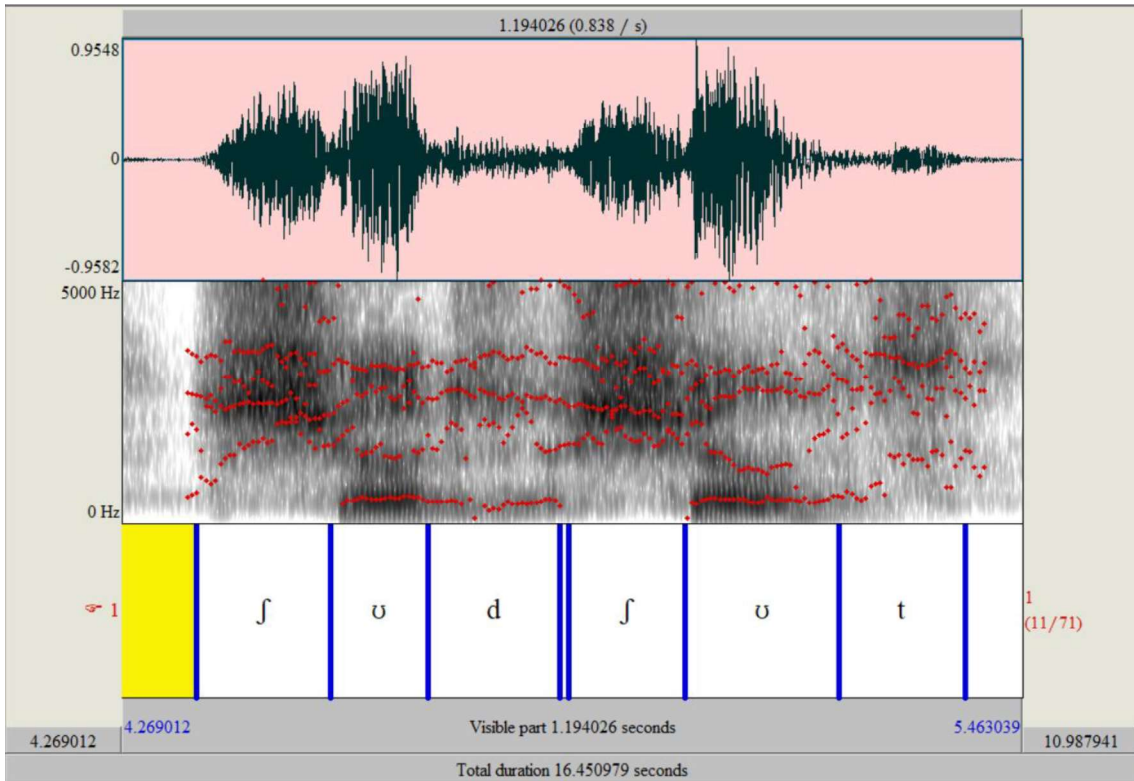 1.194026 (0.838 / s)
0.9548
0
-0.9582
5000 Hz
0 Hz
☞ 1
ʃ ʊ d ʃ ʊ t
1
(11/71)
4.269012 Visible part 1.194026 seconds 5.463039
4.269012 10.987941
Total duration 16.450979 seconds